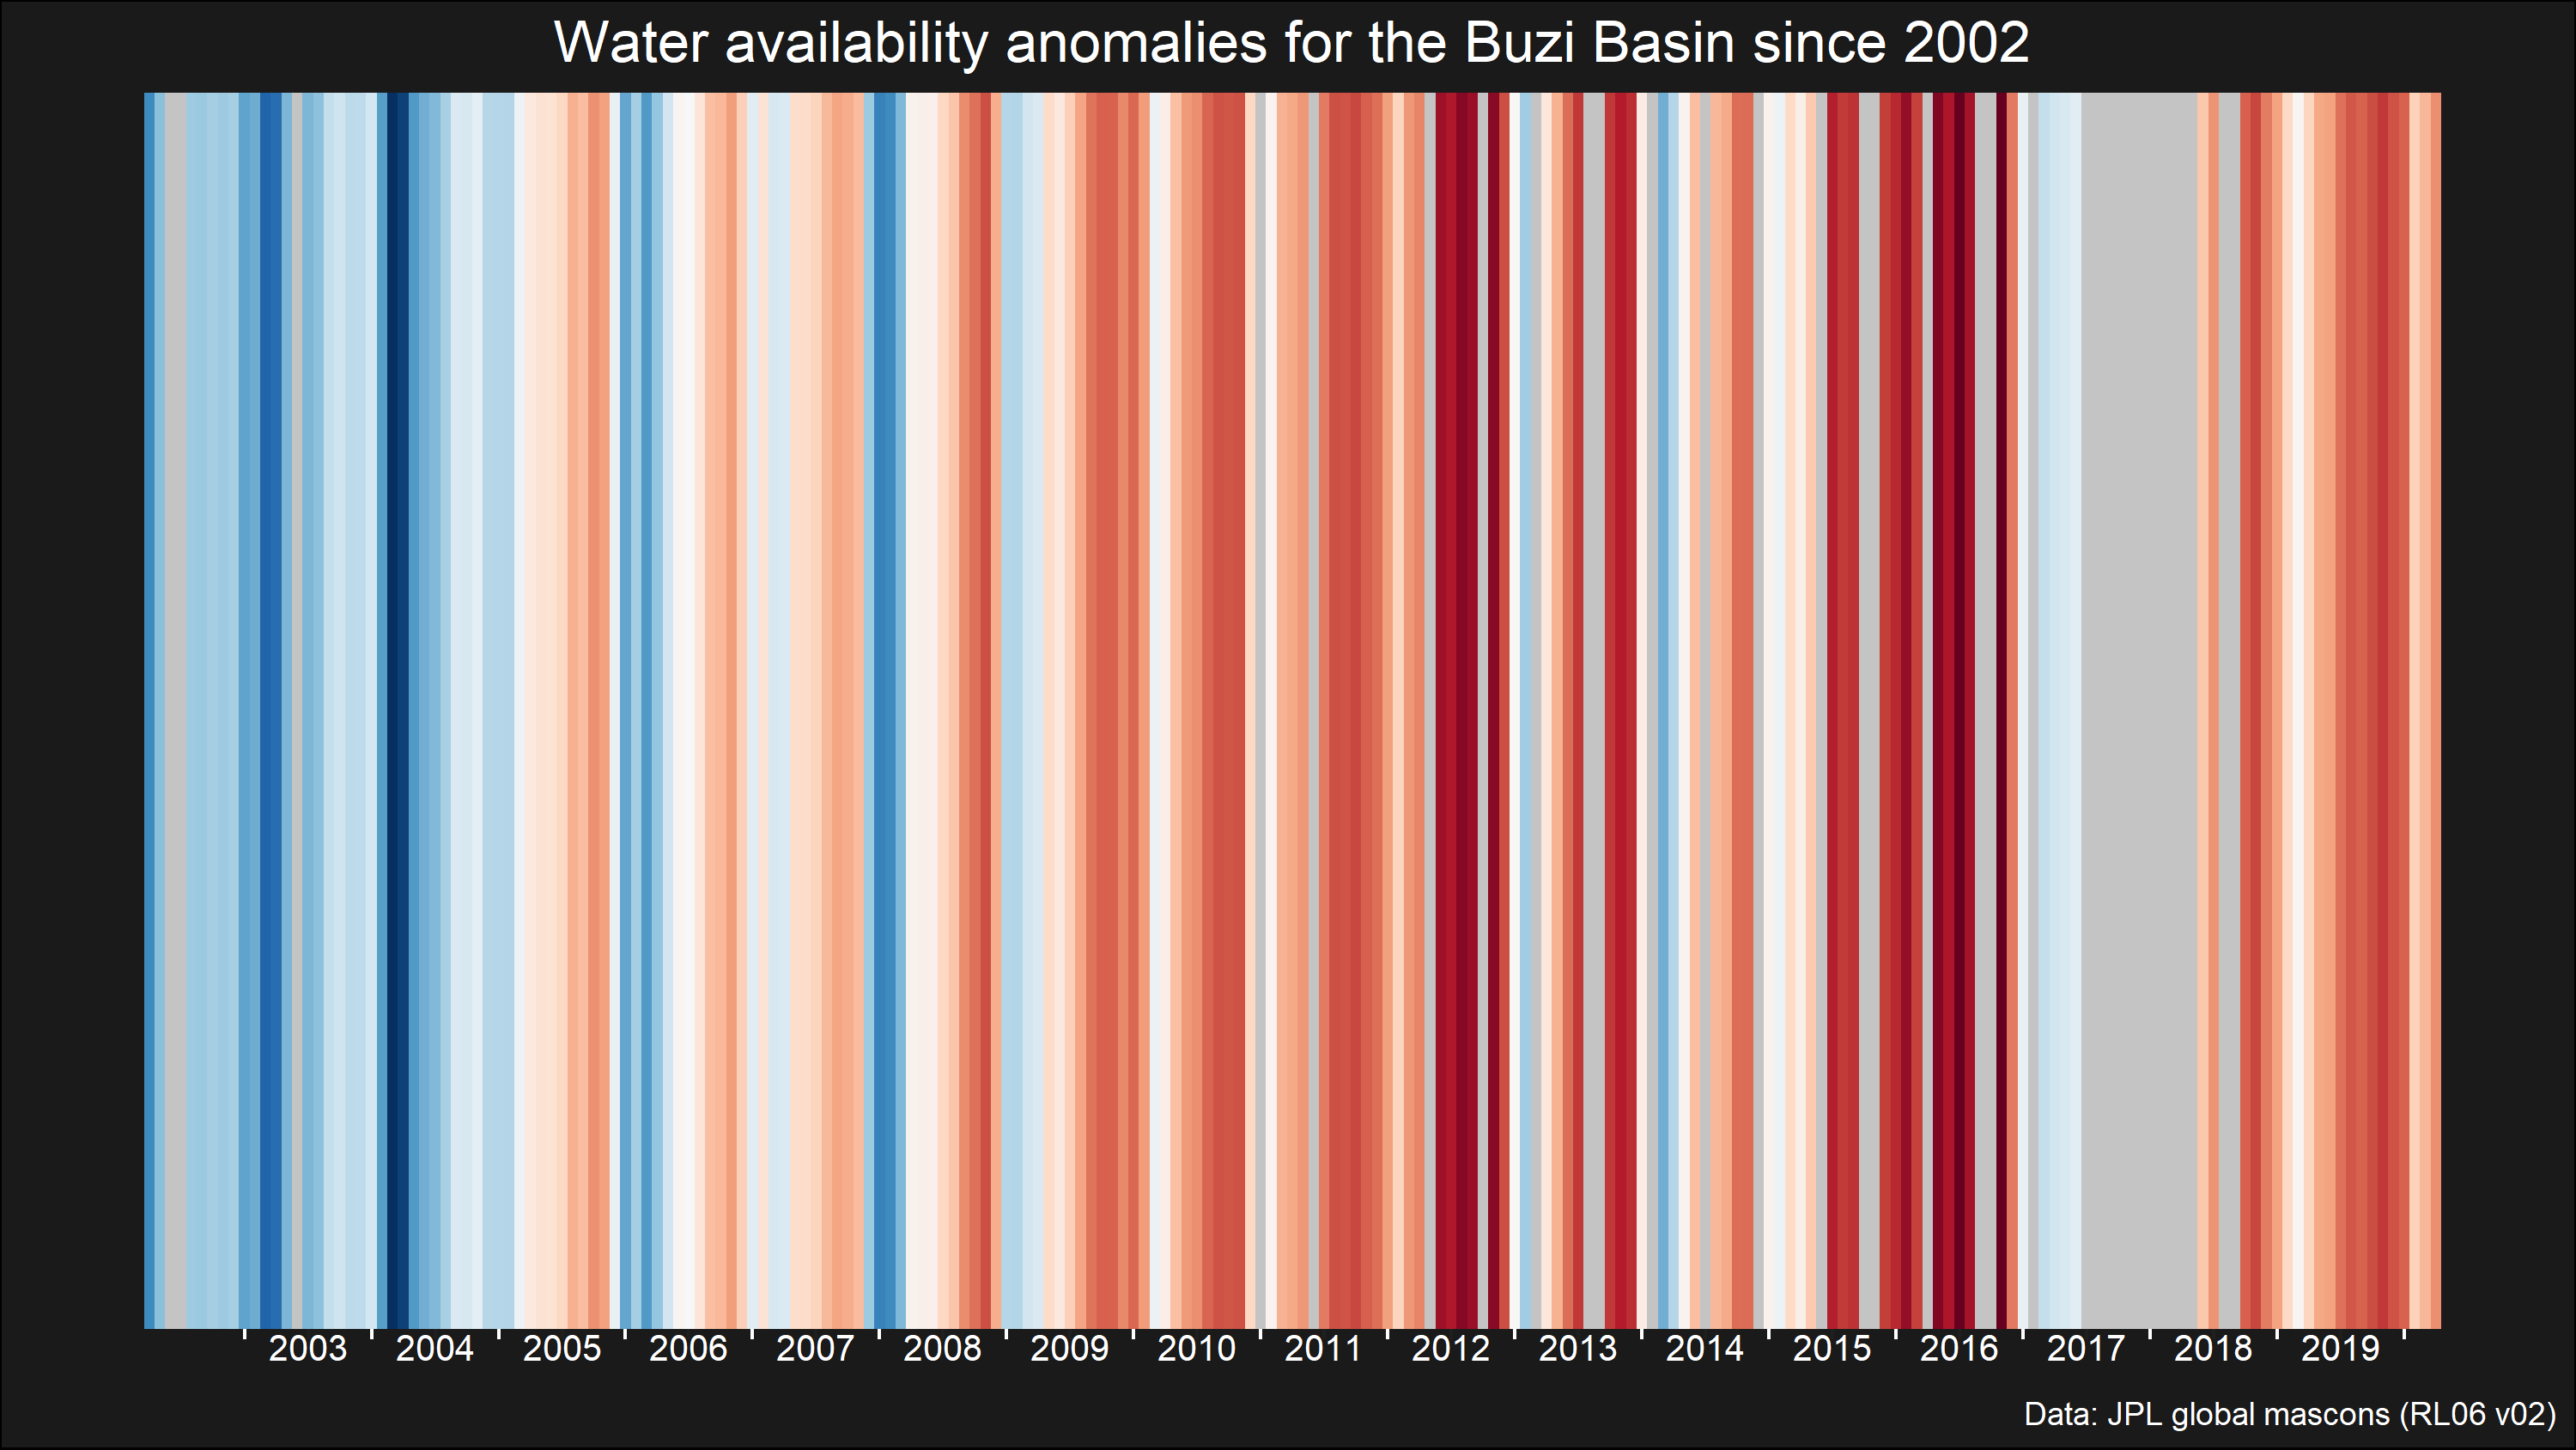 Water availability anomalies for the Buzi Basin since 2002
2003 2004 2005 2006 2007 2008 2009 2010 2011 2012 2013 2014 2015 2016 2017 2018 2019
Data: JPL global mascons (RL06 v02)